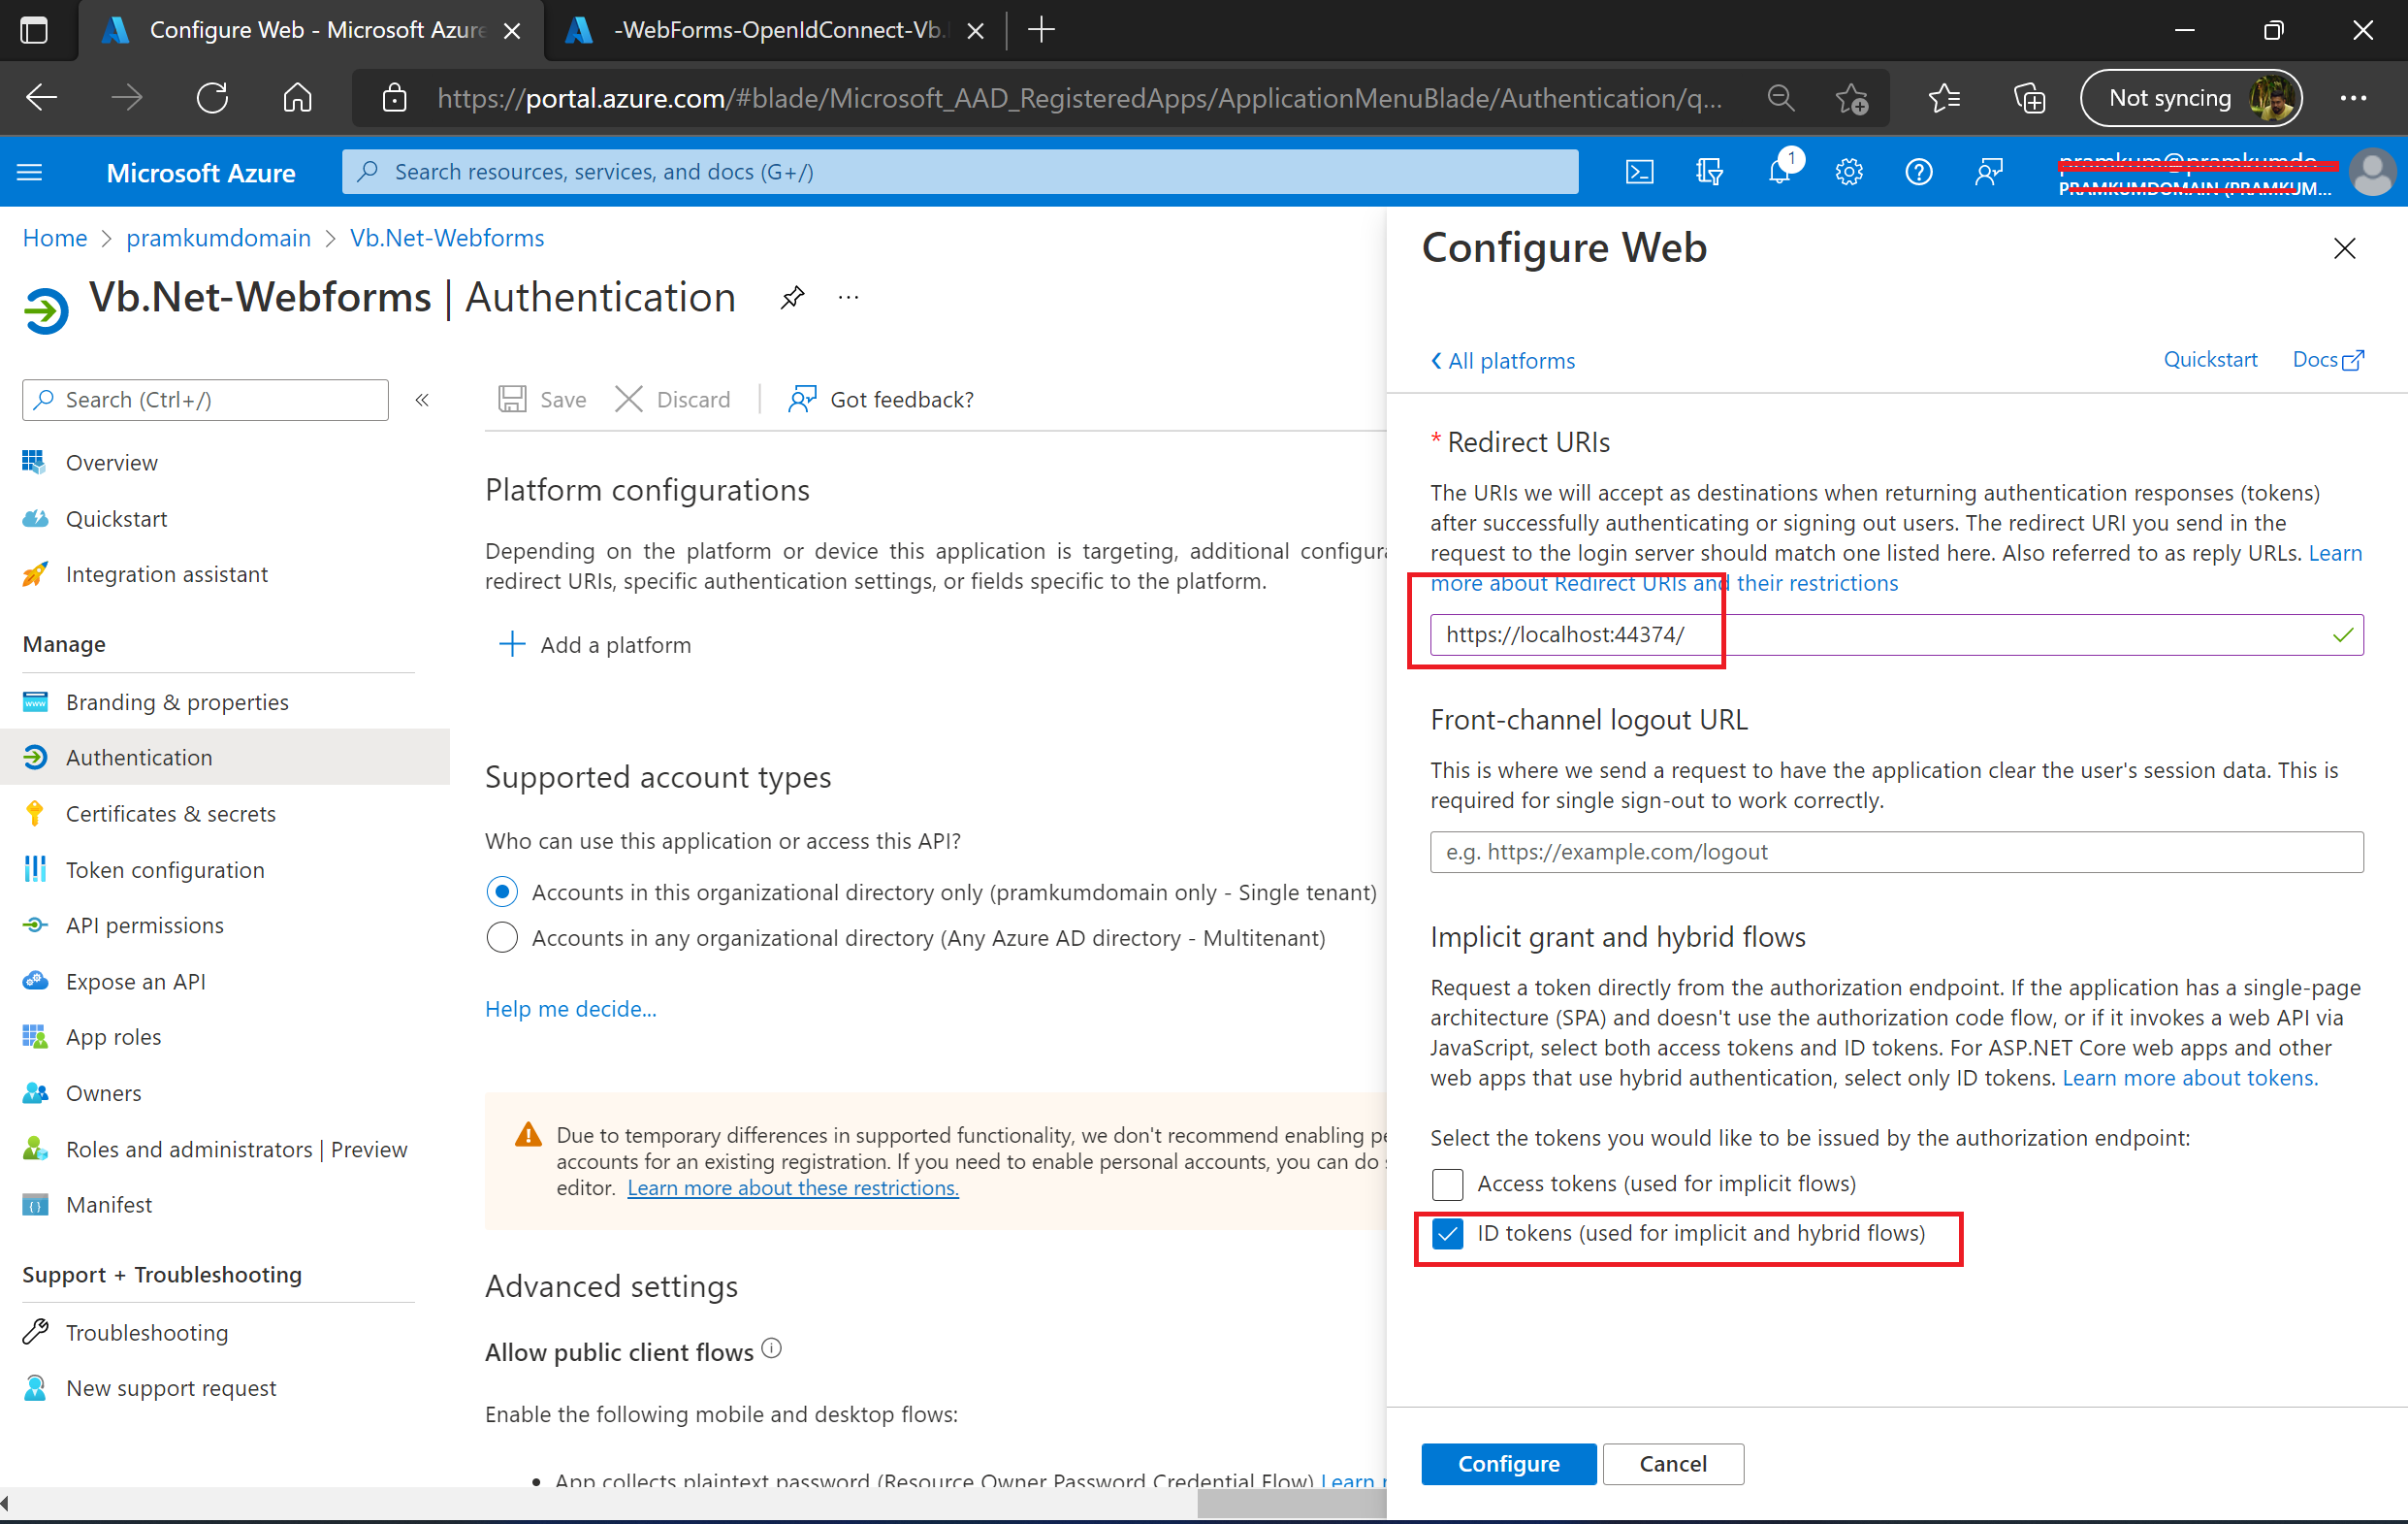 Configure Web - Microsoft Azure
-WebForms-OpenIdConnect-Vb.
https://portal.azure.com/#blade/Microsoft_AAD_RegisteredApps/ApplicationMenuBlade/Authentication/q...
Not syncing
Microsoft Azure
Search resources, services, and docs (G+/)
1
pramkum@pramkumdo...
PRAMKUMDOMAIN (PRAMKUM...
Home > pramkumdomain > Vb.Net-Webforms
Vb.Net-Webforms | Authentication
Search (Ctrl+/)
Overview
Quickstart
Integration assistant
Manage
Branding & properties
Authentication
Certificates & secrets
Token configuration
API permissions
Expose an API
App roles
Owners
Roles and administrators | Preview
Manifest
Support + Troubleshooting
Troubleshooting
New support request
Save
Discard
Got feedback?
Platform configurations
Depending on the platform or device this application is targeting, additional configura
redirect URIs, specific authentication settings, or fields specific to the platform.
Add a platform
Supported account types
Who can use this application or access this API?
Accounts in this organizational directory only (pramkumdomain only - Single tenant)
Accounts in any organizational directory (Any Azure AD directory - Multitenant)
Help me decide...
Due to temporary differences in supported functionality, we don't recommend enabling pe
accounts for an existing registration. If you need to enable personal accounts, you can do s
editor. Learn more about these restrictions.
Advanced settings
Allow public client flows
Enable the following mobile and desktop flows:
• App collects plaintext password (Resource Owner Password Credential Flow) Learn
Configure Web
All platforms
Quickstart
Docs
* Redirect URIs
The URIs we will accept as destinations when returning authentication responses (tokens)
after successfully authenticating or signing out users. The redirect URI you send in the
request to the login server should match one listed here. Also referred to as reply URLs. Learn
more about Redirect URIs and their restrictions
https://localhost:44374/
Front-channel logout URL
This is where we send a request to have the application clear the user's session data. This is
required for single sign-out to work correctly.
e.g. https://example.com/logout
Implicit grant and hybrid flows
Request a token directly from the authorization endpoint. If the application has a single-page
architecture (SPA) and doesn't use the authorization code flow, or if it invokes a web API via
JavaScript, select both access tokens and ID tokens. For ASP.NET Core web apps and other
web apps that use hybrid authentication, select only ID tokens. Learn more about tokens.
Select the tokens you would like to be issued by the authorization endpoint:
Access tokens (used for implicit flows)
ID tokens (used for implicit and hybrid flows)
Configure
Cancel